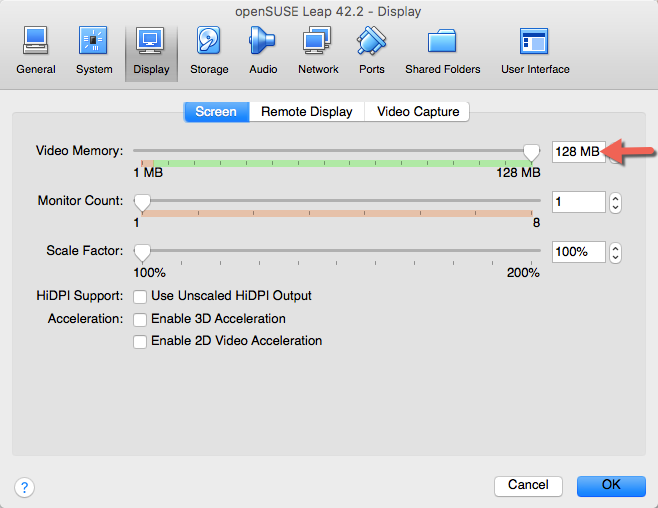 openSUSE Leap 42.2 - Display
General System Display Storage Audio Network Ports Shared Folders User Interface
Screen Remote Display Video Capture
Video Memory: 128 MB
1 MB 128 MB
Monitor Count: 1
1 8
Scale Factor: 100%
100% 200%
HiDPI Support: Use Unscaled HiDPI Output
Acceleration: Enable 3D Acceleration
Enable 2D Video Acceleration
? Cancel OK